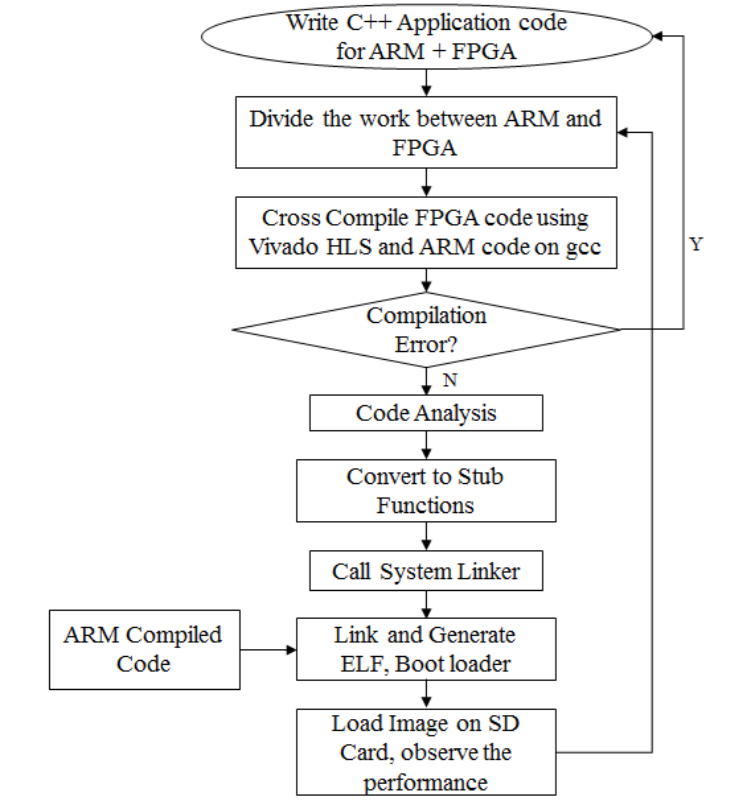 Write C++ Application code
for ARM + FPGA
Divide the work between ARM and
FPGA
Cross Compile FPGA code using
Vivado HLS and ARM code on gcc
Y
Compilation
Error?
N
Code Analysis
Convert to Stub
Functions
Call System Linker
ARM Compiled
Code
Link and Generate
ELF, Boot loader
Load Image on SD
Card, observe the
performance